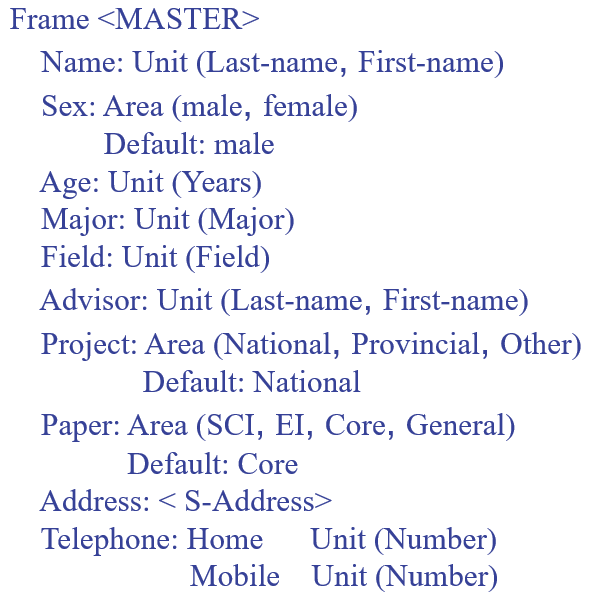 Frame <MASTER>
Name: Unit (Last-name, First-name)
Sex: Area (male, female)
Default: male
Age: Unit (Years)
Major: Unit (Major)
Field: Unit (Field)
Advisor: Unit (Last-name, First-name)
Project: Area (National, Provincial, Other)
Default: National
Paper: Area (SCI, EI, Core, General)
Default: Core
Address: < S-Address>
Telephone: Home Unit (Number)
Mobile Unit (Number)